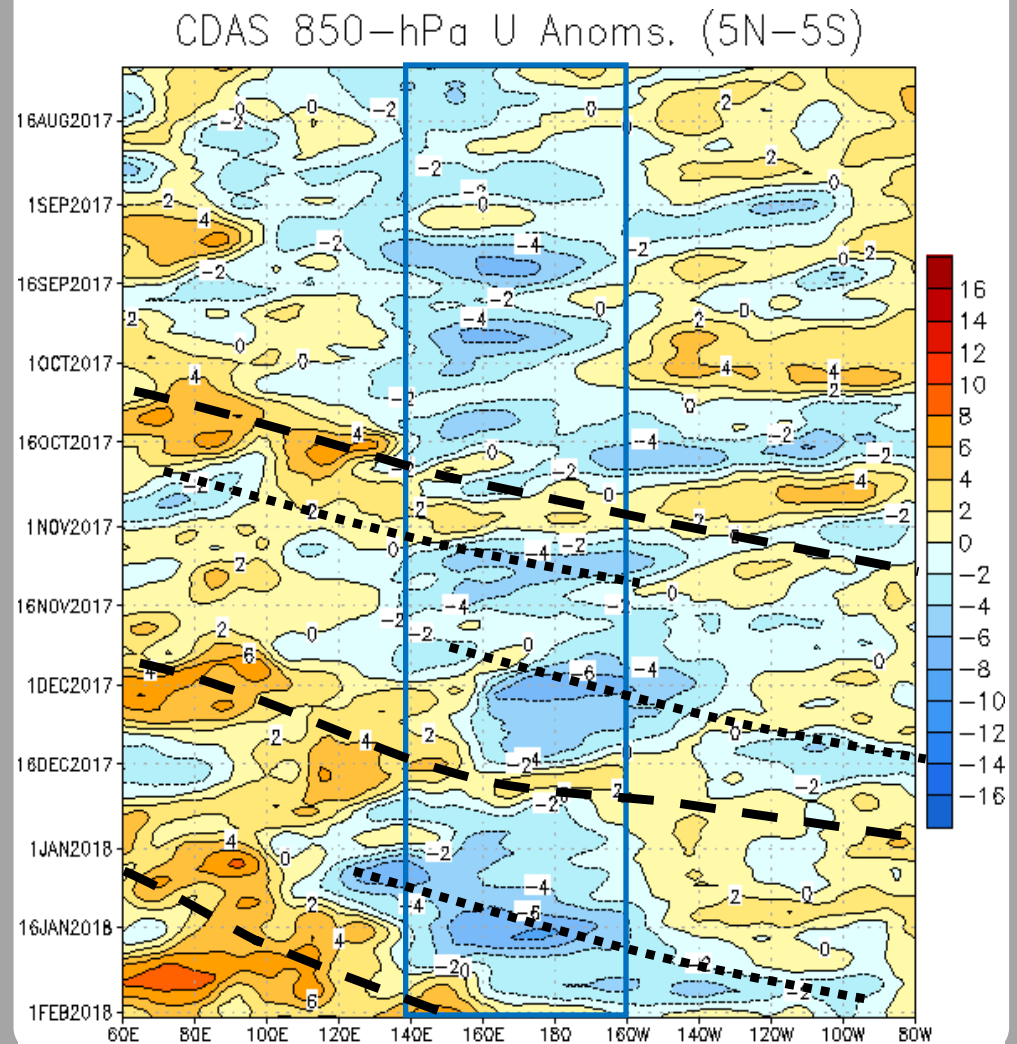 CDAS 850-hPa U Anoms. (5N-5S)
16AUG2017
1SEP2017
16SEP2017
1OCT2017
16OCT2017
1NOV2017
16NOV2017
1DEC2017
16DEC2017
1JAN2018
16JAN2018
1FEB2018
60E 80E 100E 120E 140E 160E 180 160W 140W 120W 100W 80W
16
14
12
10
8
6
4
2
0
-2
-4
-6
-8
-10
-12
-14
-16